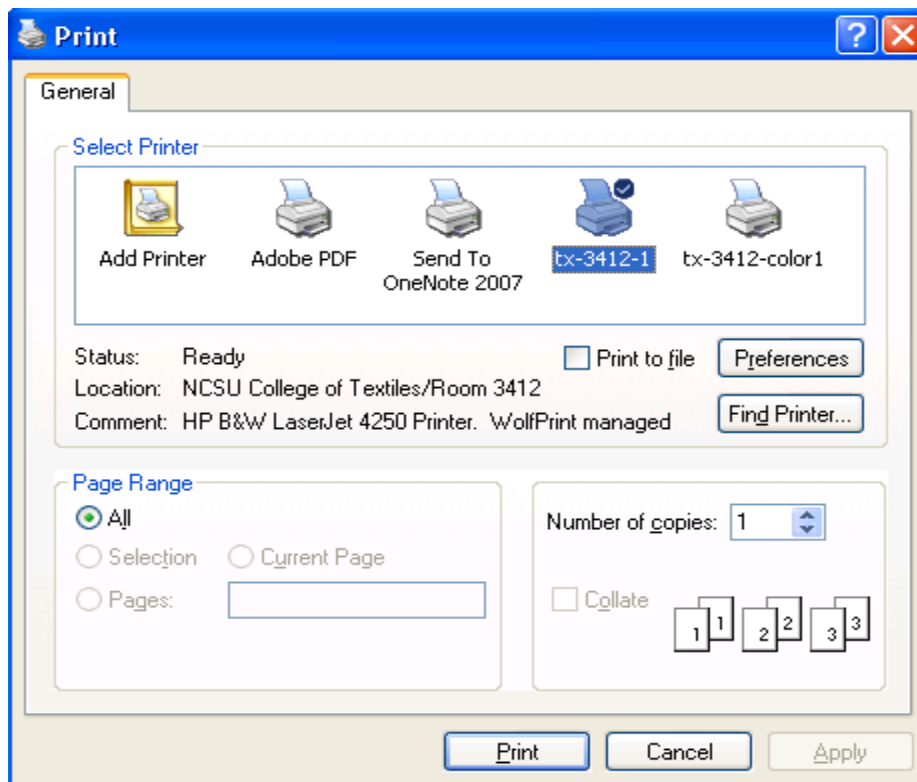 Print
General
Select Printer
Add Printer
Adobe PDF
Send To
OneNote 2007
tx-3412-1
tx-3412-color1
Status: Ready
Print to file
Preferences
Location: NCSU College of Textiles/Room 3412
Comment: HP B&W LaserJet 4250 Printer. WolfPrint managed
Find Printer...
Page Range
All
Selection
Current Page
Pages:
Number of copies: 1
Collate
1 1 2 2 3 3
Print
Cancel
Apply